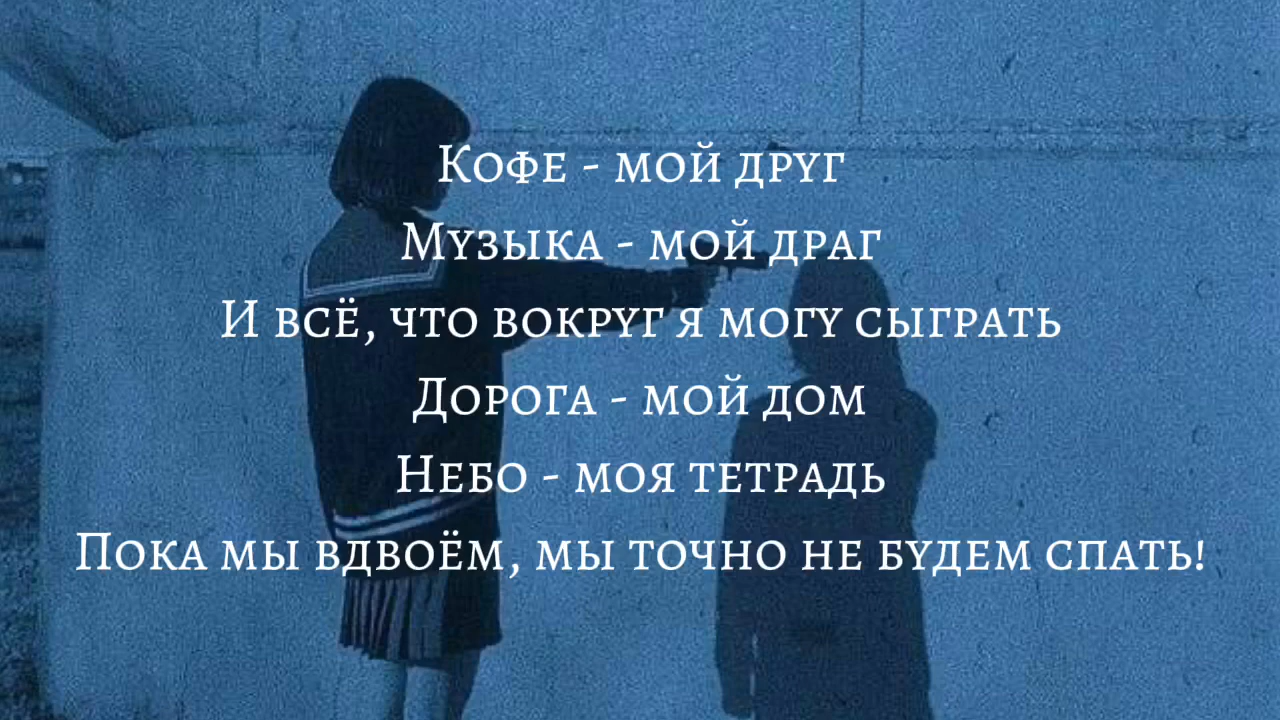 Кофе - мой друг
Музыка - мой драг
И всё, что вокруг я могу сыграть
Дорога - мой дом
Небо - моя тетрадь
Пока мы вдвоём, мы точно не будем спать!